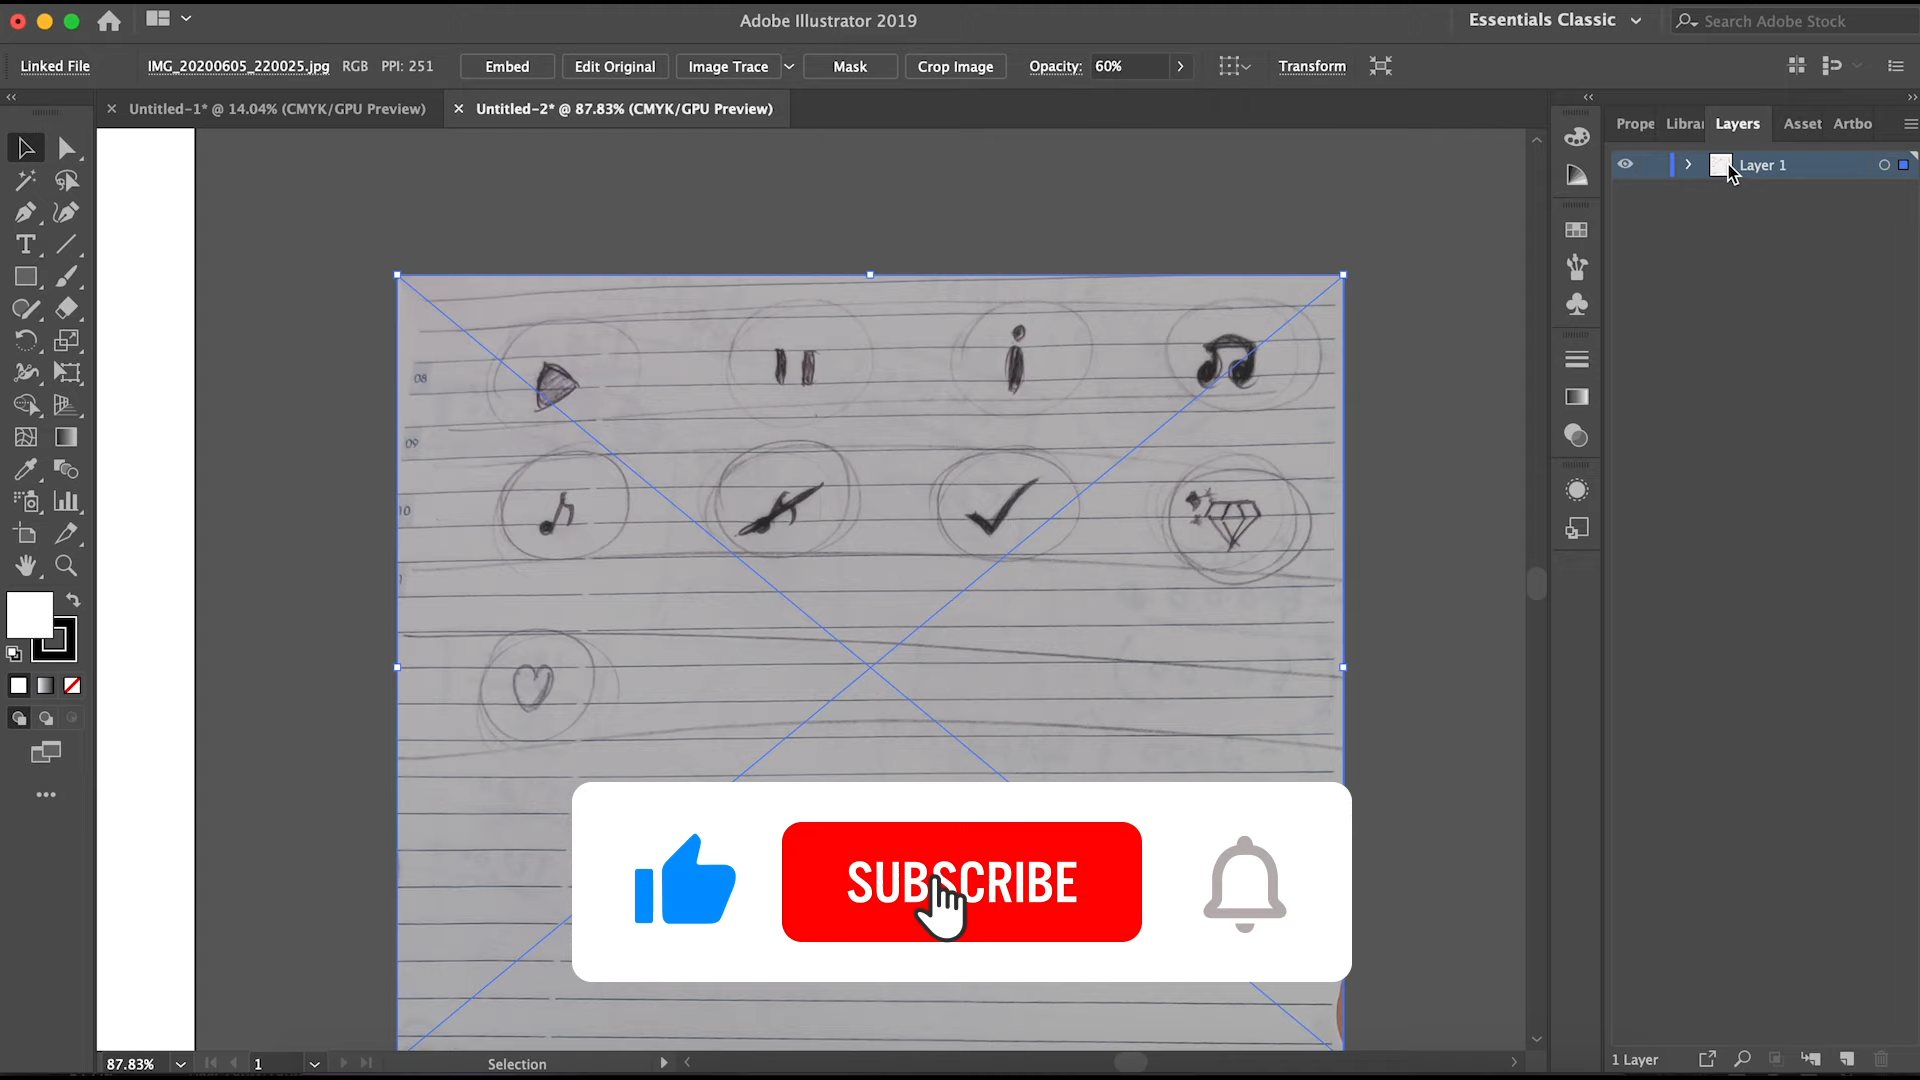 Adobe Illustrator 2019
Essentials Classic
Search Adobe Stock
Linked File
IMG_20200605_220025.jpg
RGB
PPI: 251
Embed
Edit Original
Image Trace
Mask
Crop Image
Opacity:
60%
Transform
Untitled-1* @ 14.04% (CMYK/GPU Preview)
Untitled-2* @ 87.83% (CMYK/GPU Preview)
Prope
Librar
Layers
Asset
Artbo
Layer 1
08
09
10
SUBSCRIBE
87.83%
1
Selection
1 Layer